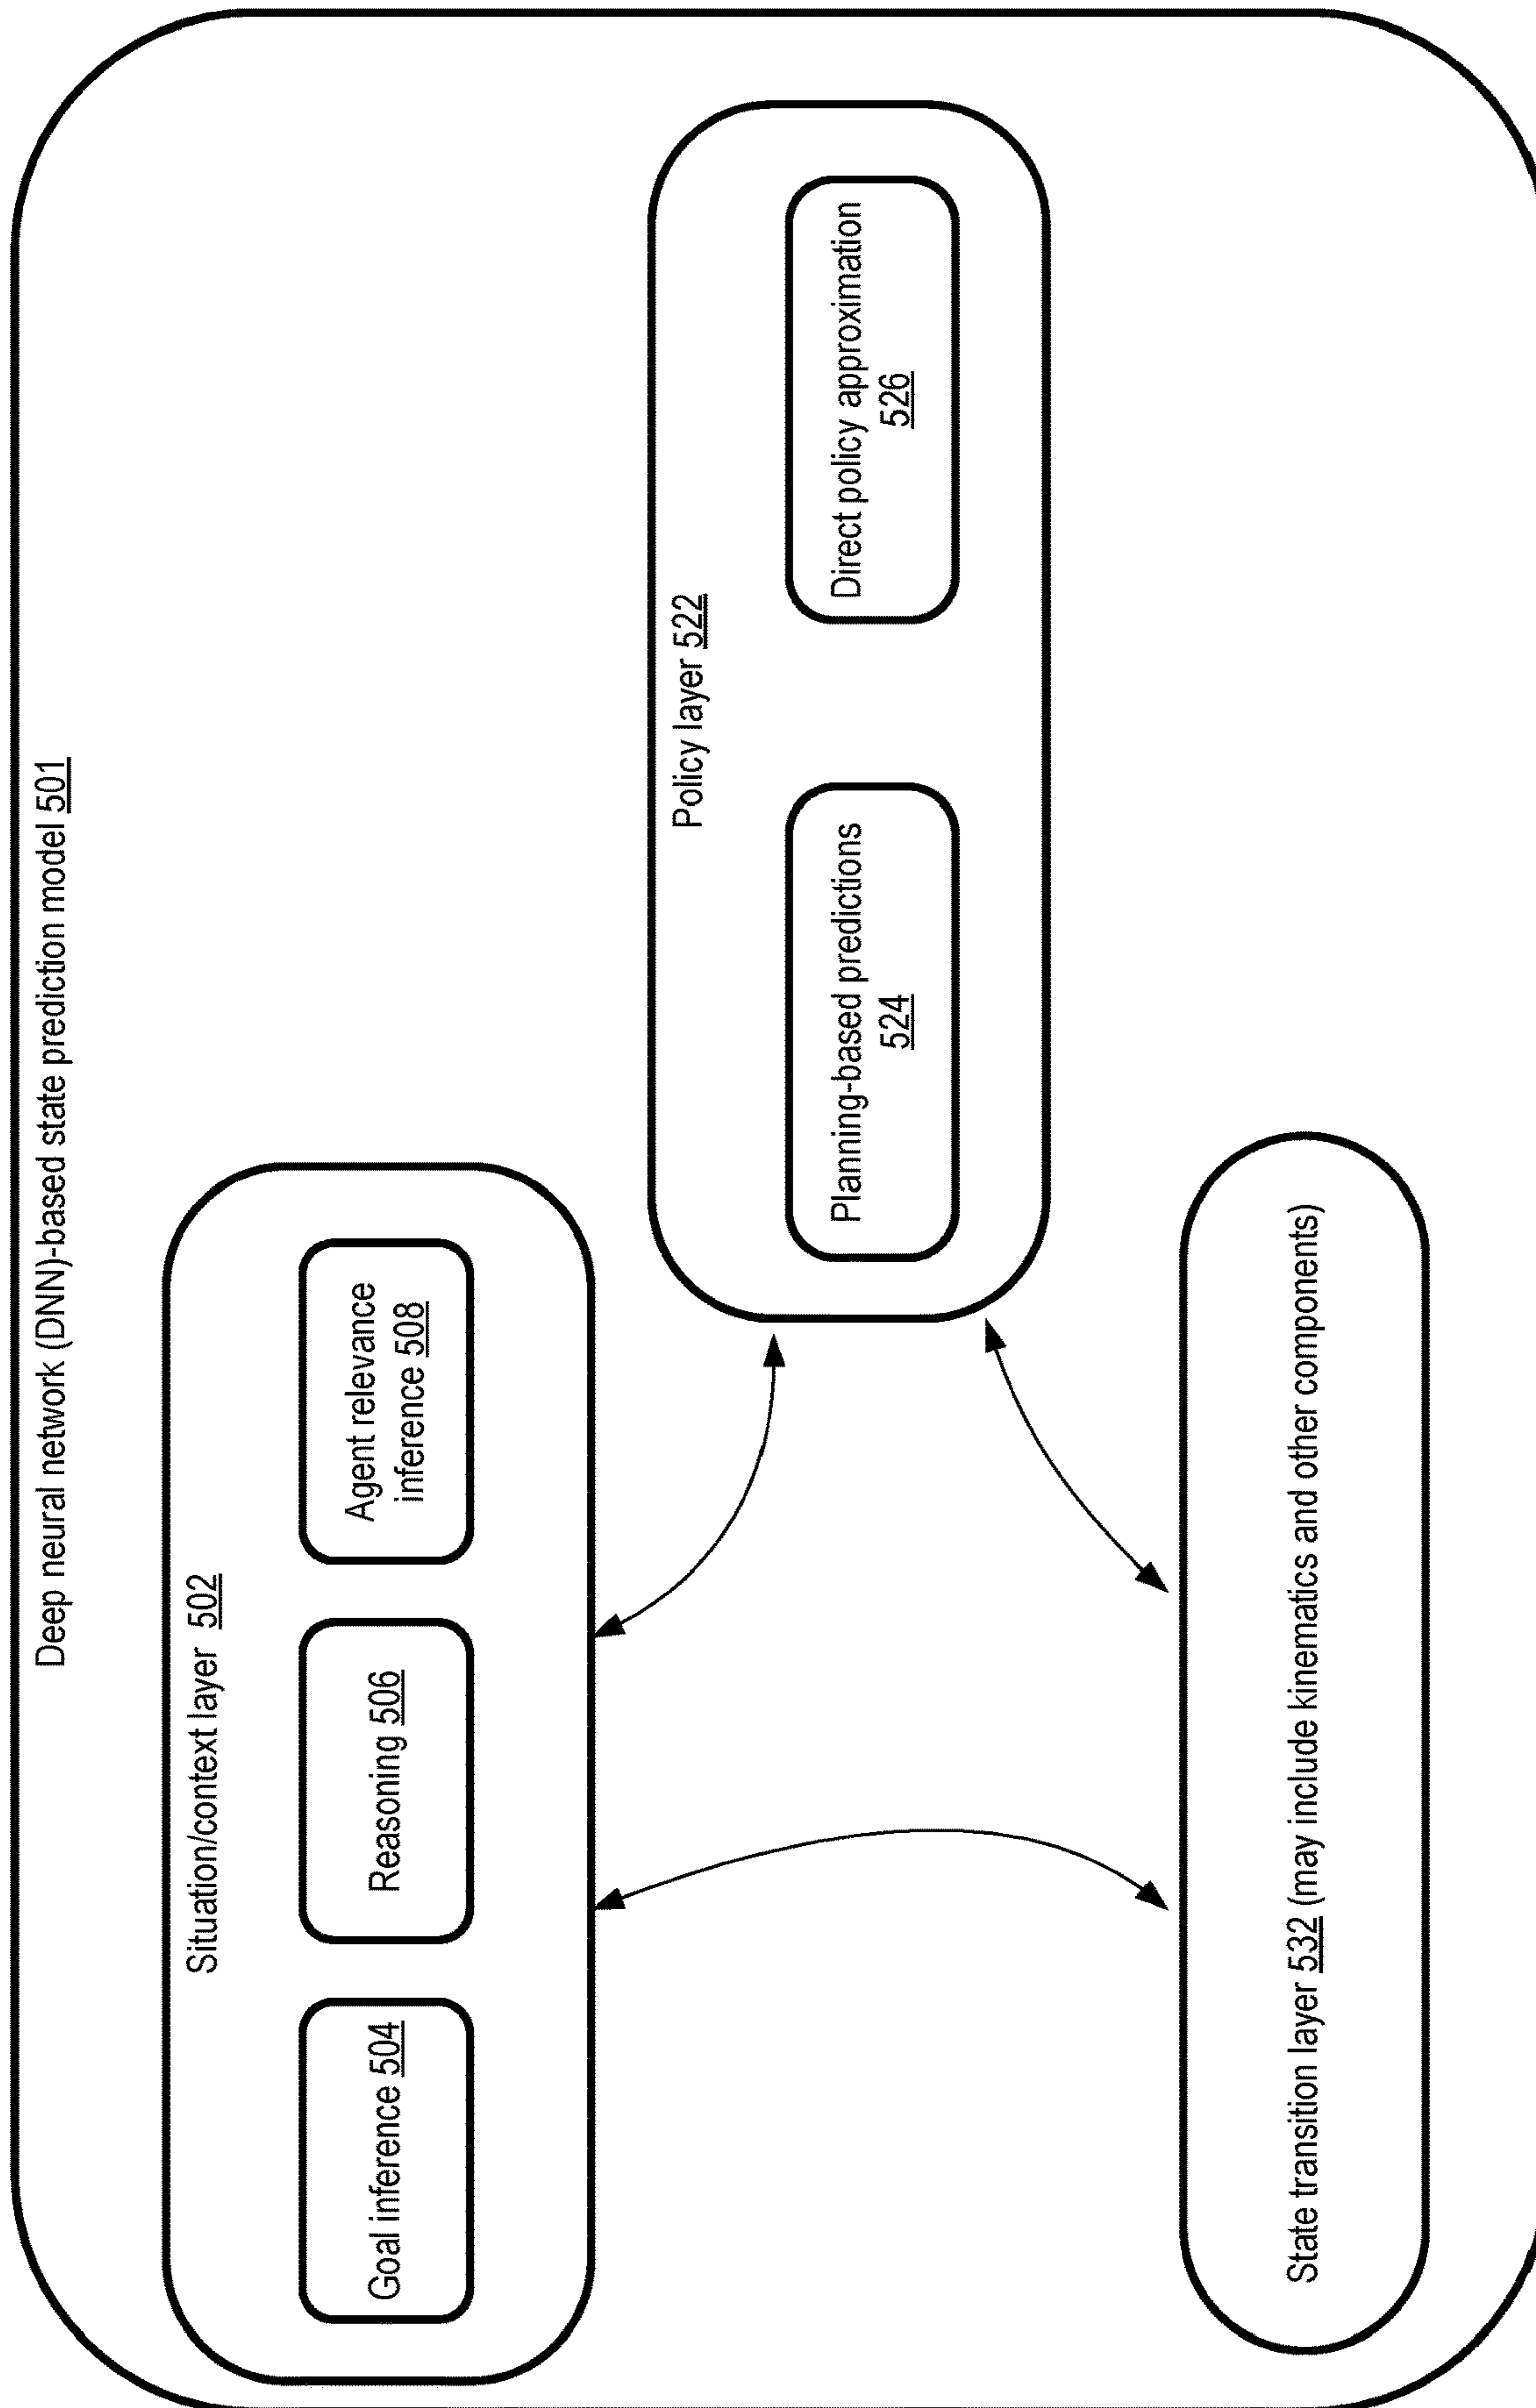 Deep neural network (DNN)-based state prediction model 501
Situation/context layer 502
Goal inference 504
Reasoning 506
Agent relevance
inference 508
Policy layer 522
Planning-based predictions
524
Direct policy approximation
526
State transition layer 532 (may include kinematics and other components)